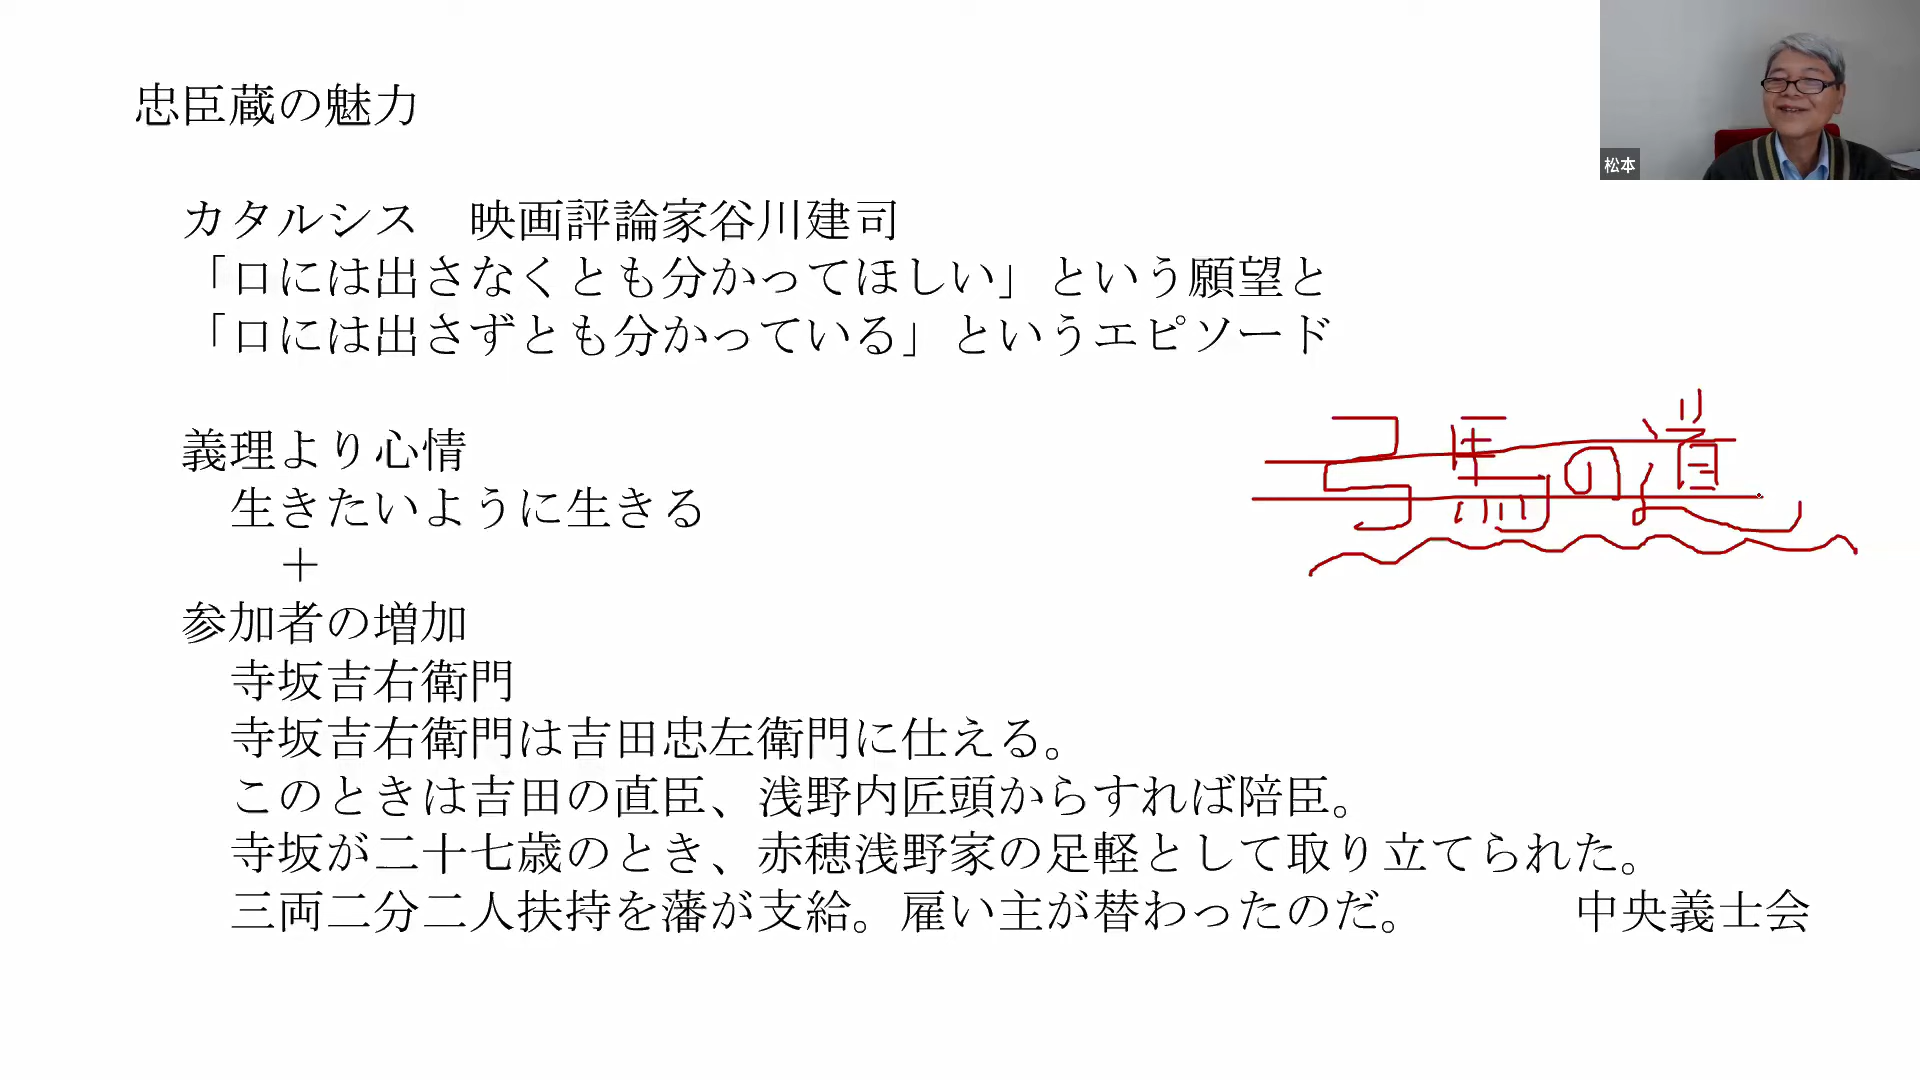 忠臣蔵の魅力
松本
カタルシス　映画評論家谷川建司
「口には出さなくとも分かってほしい」という願望と
「口には出さずとも分かっている」というエピソード
義理より心情
生きたいように生きる
＋
参加者の増加
寺坂吉右衛門
寺坂吉右衛門は吉田忠左衛門に仕える。
このときは吉田の直臣、浅野内匠頭からすれば陪臣。
寺坂が二十七歳のとき、赤穂浅野家の足軽として取り立てられた。
三両二分二人扶持を藩が支給。雇い主が替わったのだ。　中央義士会